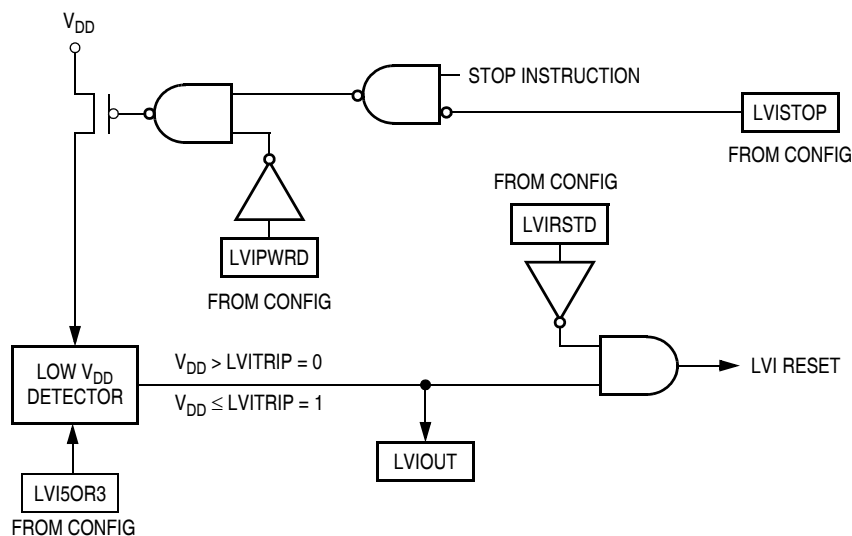 VDD
STOP INSTRUCTION
LVISTOP
FROM CONFIG
FROM CONFIG
LVIRSTD
LVIPWRD
FROM CONFIG
LOW VDD
DETECTOR
VDD > LVITRIP = 0
VDD ≤ LVITRIP = 1
LVI RESET
LVIOUT
LVI5OR3
FROM CONFIG